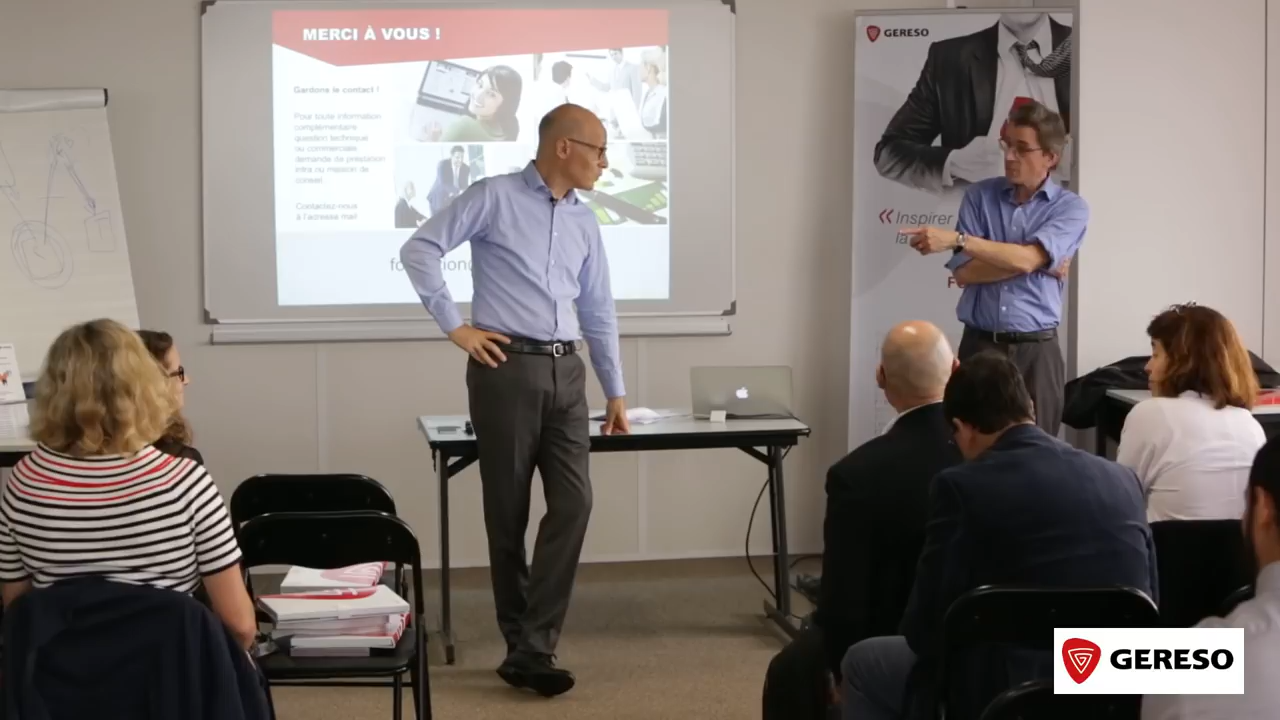 MERCI À VOUS !
Gardons le contact !
Pour toute information
complémentaire
question technique
ou commerciale
demande de prestation
intra ou mission de
conseil
Contactez-nous
à l'adresse mail
GERESO
« Inspirer
GERESO